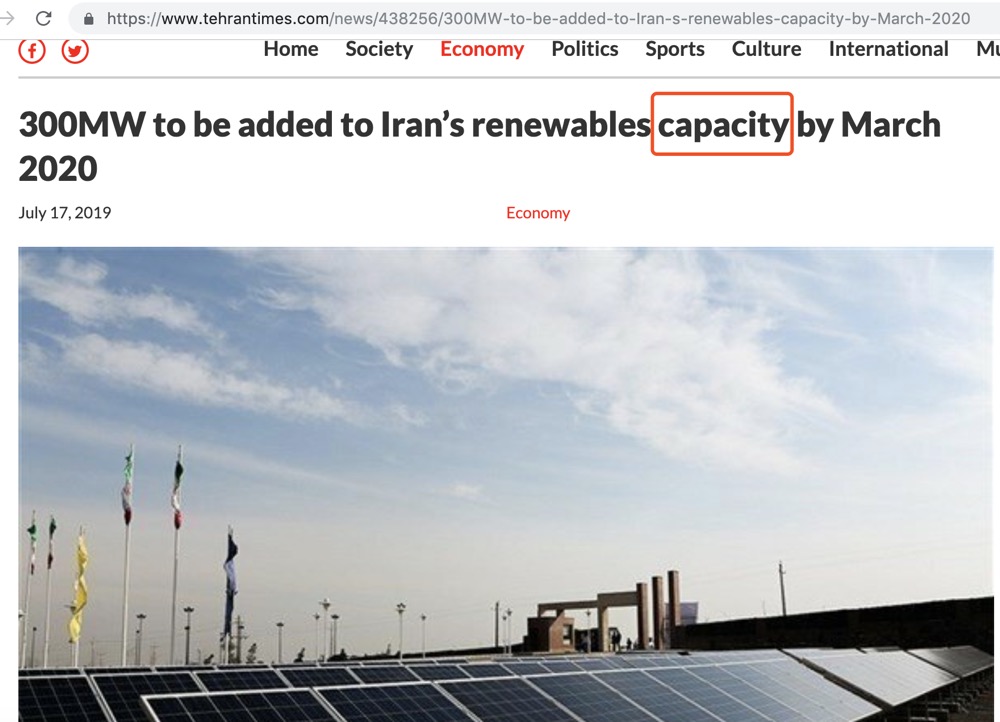 https://www.tehrantimes.com/news/438256/300MW-to-be-added-to-Iran-s-renewables-capacity-by-March-2020
Home Society Economy Politics Sports Culture International
300MW to be added to Iran's renewables capacity by March
2020
July 17, 2019 Economy